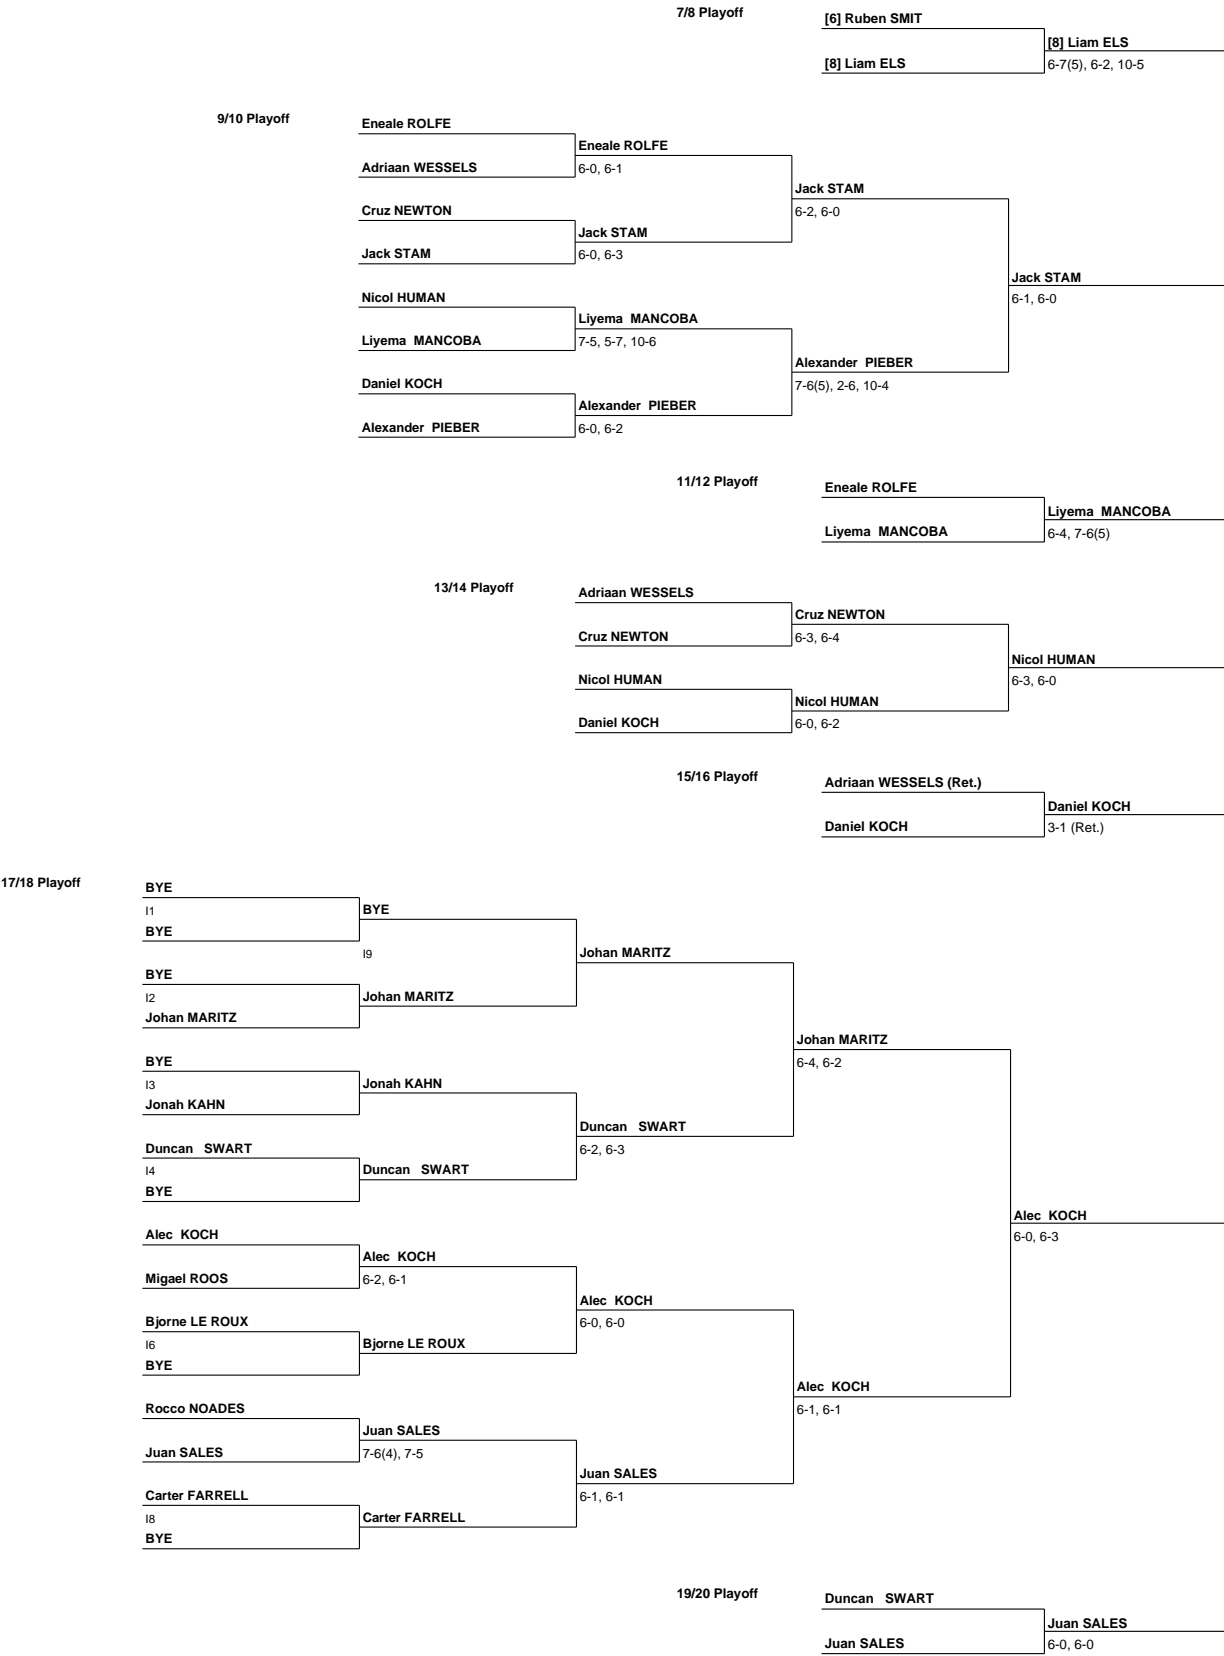 7/8 Playoff
[6] Ruben SMIT
[8] Liam ELS
[8] Liam ELS
6-7(5), 6-2, 10-5
9/10 Playoff
Eneale ROLFE
Eneale ROLFE
Adriaan WESSELS
6-0, 6-1
Jack STAM
Cruz NEWTON
6-2, 6-0
Jack STAM
Jack STAM
6-0, 6-3
Jack STAM
Nicol HUMAN
6-1, 6-0
Liyema MANCOBA
Liyema MANCOBA
7-5, 5-7, 10-6
Alexander PIEBER
Daniel KOCH
7-6(5), 2-6, 10-4
Alexander PIEBER
Alexander PIEBER
6-0, 6-2
11/12 Playoff
Eneale ROLFE
Liyema MANCOBA
Liyema MANCOBA
6-4, 7-6(5)
13/14 Playoff
Adriaan WESSELS
Cruz NEWTON
Cruz NEWTON
6-3, 6-4
Nicol HUMAN
Nicol HUMAN
6-3, 6-0
Nicol HUMAN
Daniel KOCH
6-0, 6-2
15/16 Playoff
Adriaan WESSELS (Ret.)
Daniel KOCH
Daniel KOCH
3-1 (Ret.)
17/18 Playoff
BYE
I1
BYE
BYE
I9
Johan MARITZ
BYE
I2
Johan MARITZ
Johan MARITZ
Johan MARITZ
BYE
6-4, 6-2
I3
Jonah KAHN
Jonah KAHN
Duncan SWART
Duncan SWART
6-2, 6-3
I4
Duncan SWART
BYE
Alec KOCH
Alec KOCH
6-0, 6-3
Alec KOCH
Migael ROOS
6-2, 6-1
Alec KOCH
Bjorne LE ROUX
6-0, 6-0
I6
Bjorne LE ROUX
BYE
Alec KOCH
Rocco NOADES
6-1, 6-1
Juan SALES
Juan SALES
7-6(4), 7-5
Juan SALES
Carter FARRELL
6-1, 6-1
I8
Carter FARRELL
BYE
19/20 Playoff
Duncan SWART
Juan SALES
Juan SALES
6-0, 6-0